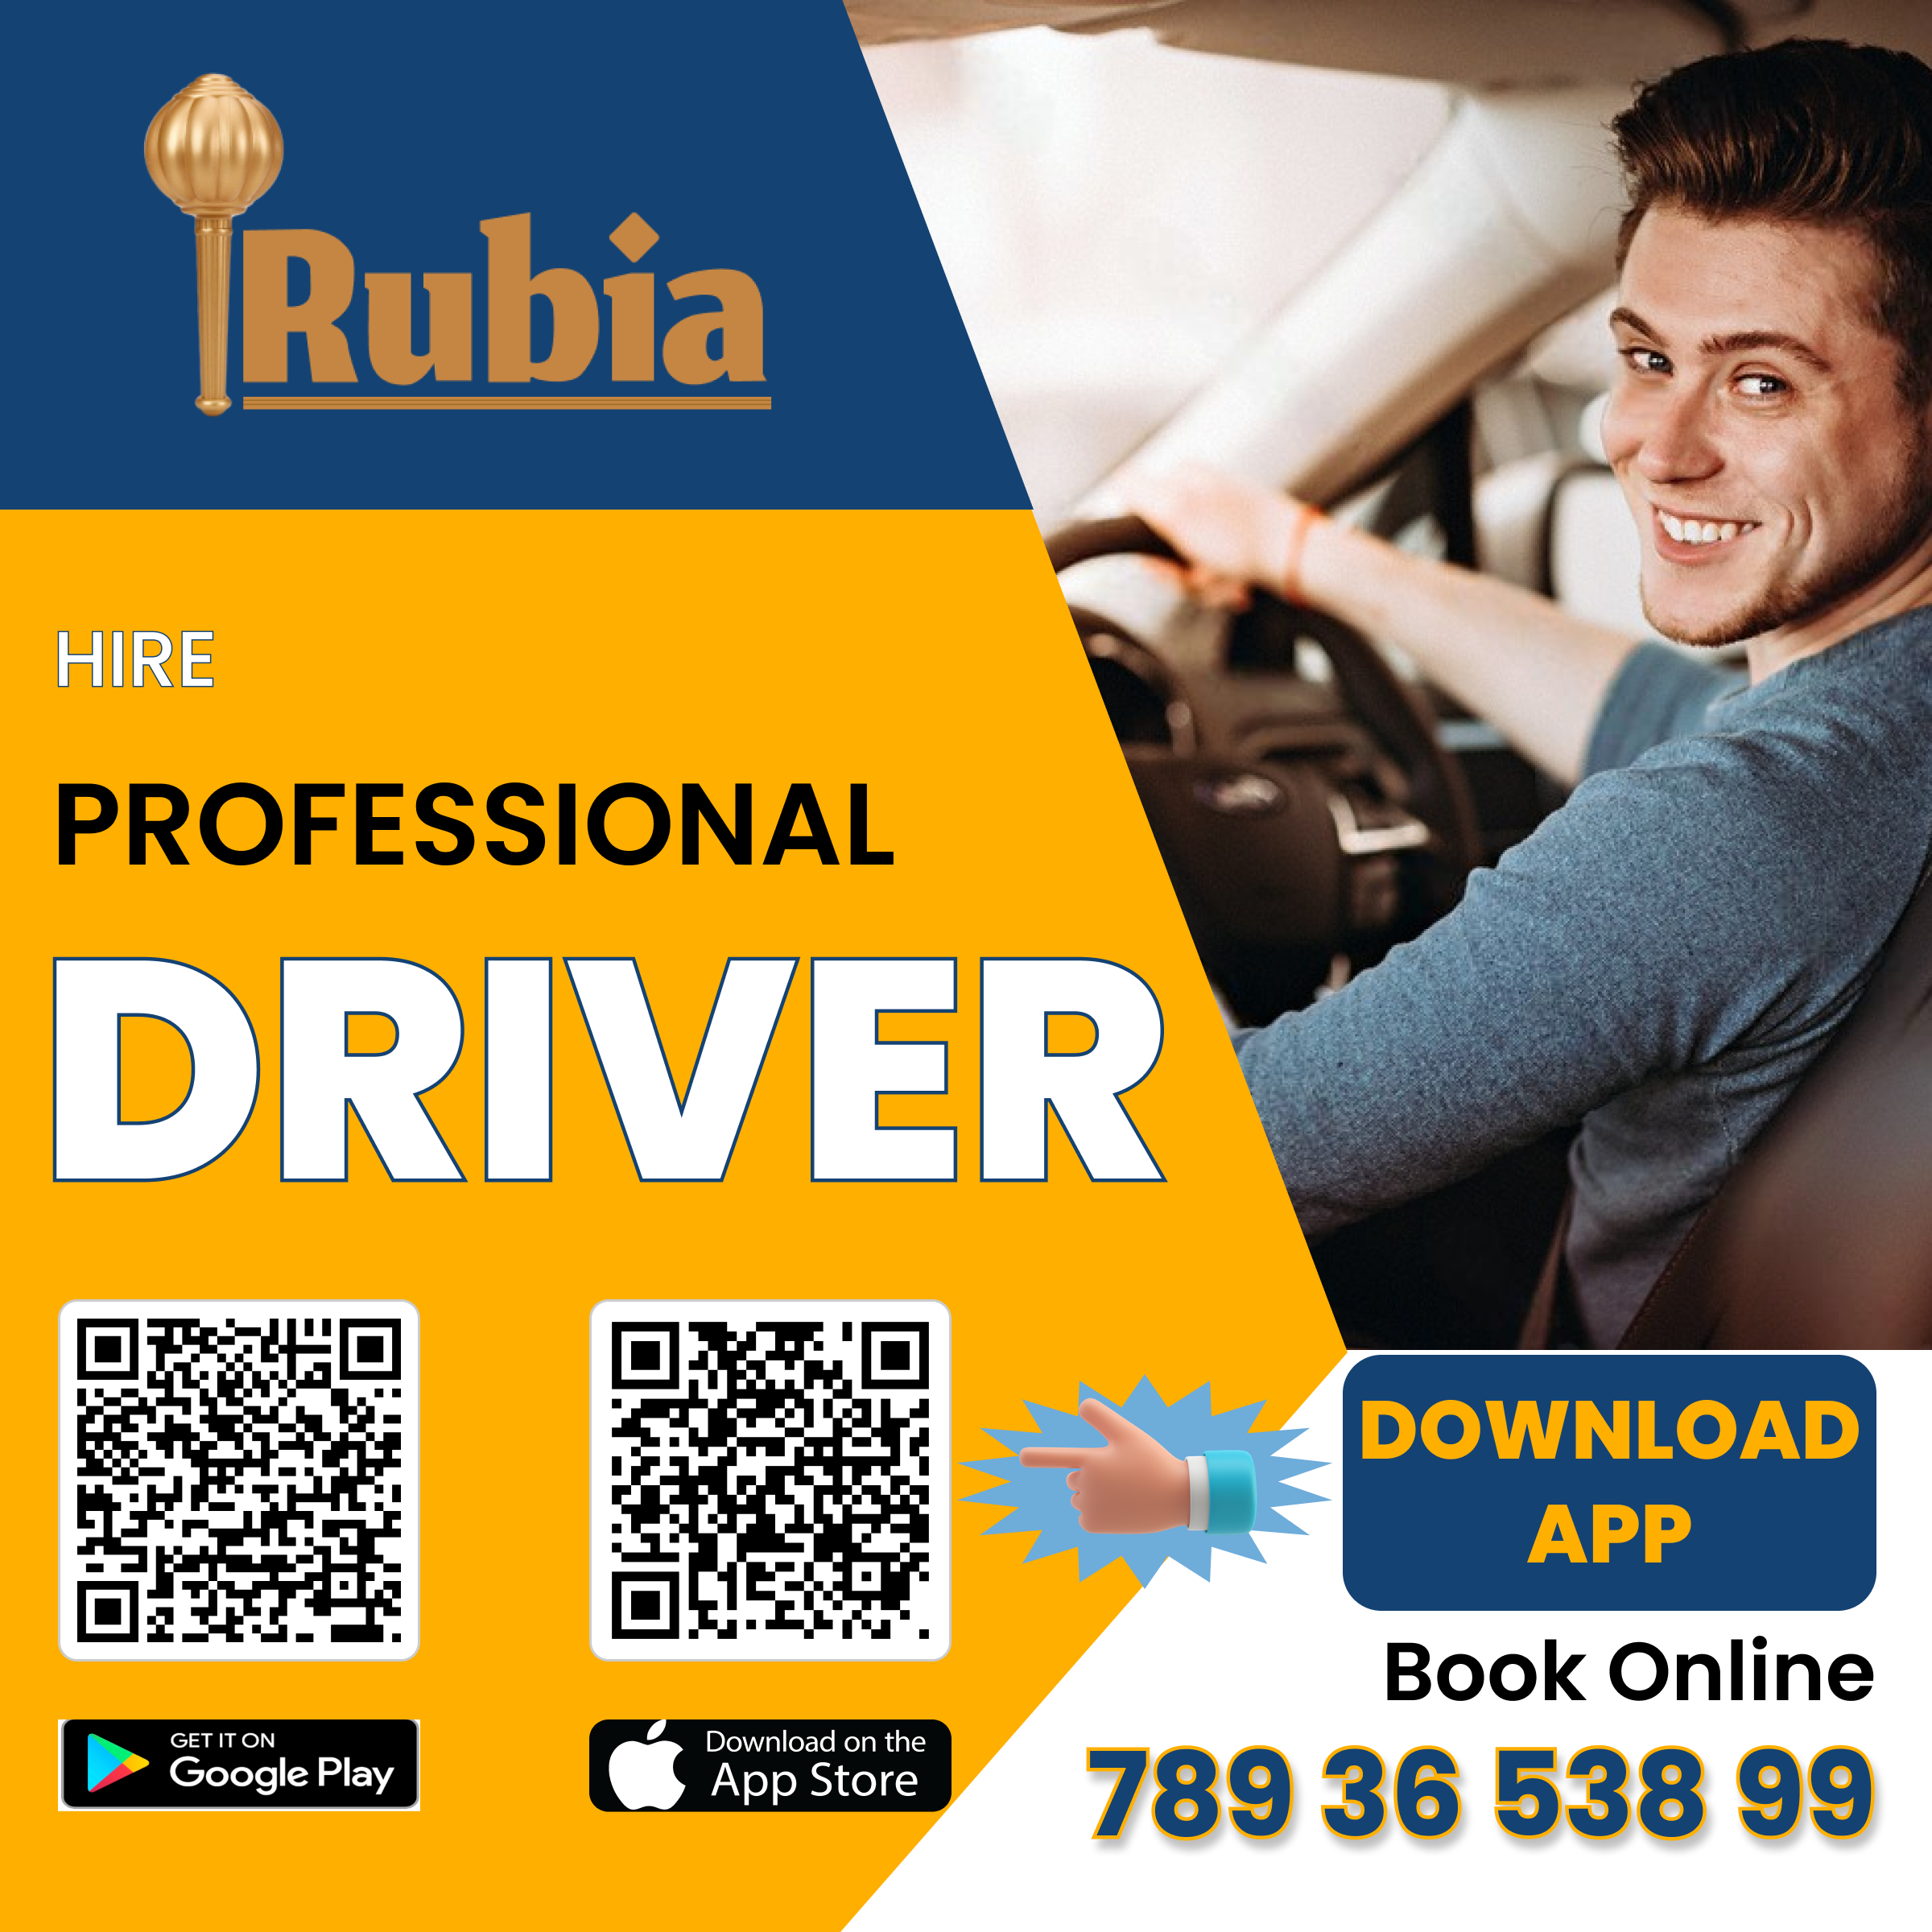 Rubia
HIRE
PROFESSIONAL
DRIVER
DOWNLOAD
APP
Book Online
789 36 538 99
GET IT ON
Google Play
Download on the
App Store